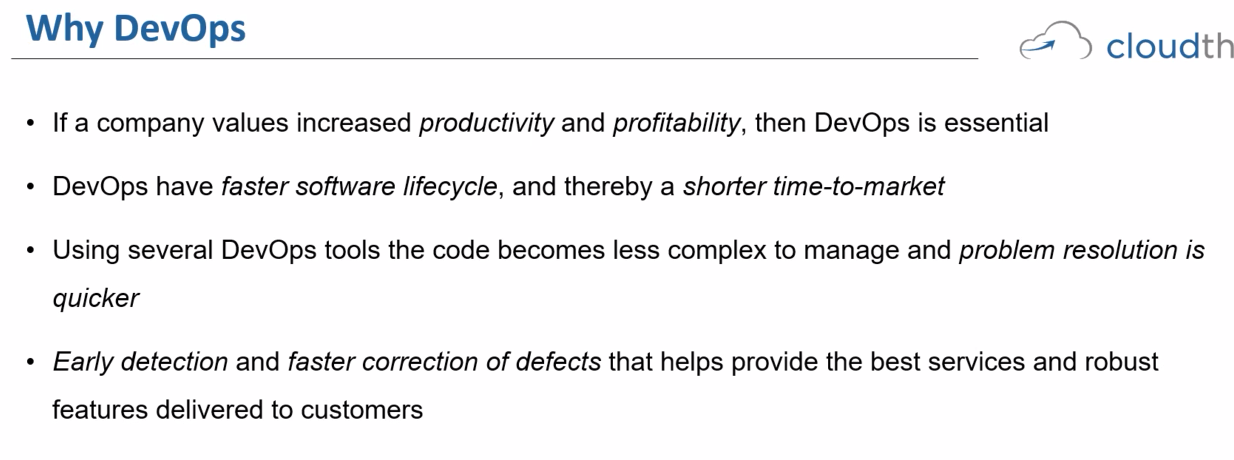 Why DevOps
cloudth
• If a company values increased productivity and profitability, then DevOps is essential
• DevOps have faster software lifecycle, and thereby a shorter time-to-market
• Using several DevOps tools the code becomes less complex to manage and problem resolution is
quicker
• Early detection and faster correction of defects that helps provide the best services and robust
features delivered to customers